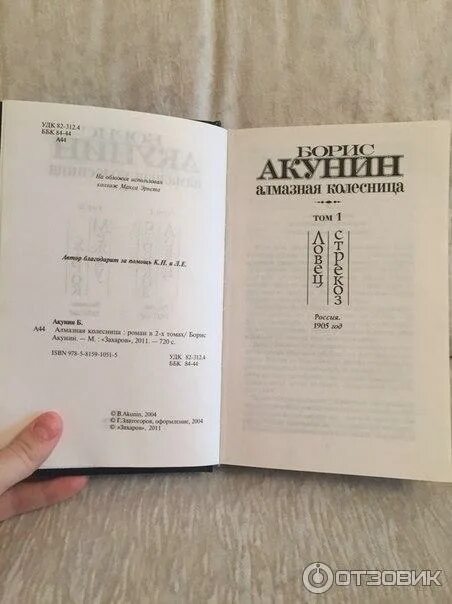 УДК 82-312.4
ББК 84-44
А44
На обложке использован
коллаж Макса Эрнста
Автор благодарит за помощь К.Н. и Л.Е.
Акунин Б.
А44 Алмазная колесница : роман в 2-х томах/ Борис
Акунин. — М. : «Захаров», 2011. — 720 с.
ISBN 978-5-8159-1051-5
УДК 82-312.4
ББК 84-44
© B.Akunin, 2004
© Г.Златогоров, оформление, 2004
© «Захаров», 2011
БОРИС
АКУНИН
АЛМАЗНАЯ КОЛЕСНИЦА
ТОМ 1
Ловец
стрекоз
Россия.
1905 год
ОТЗОВИК